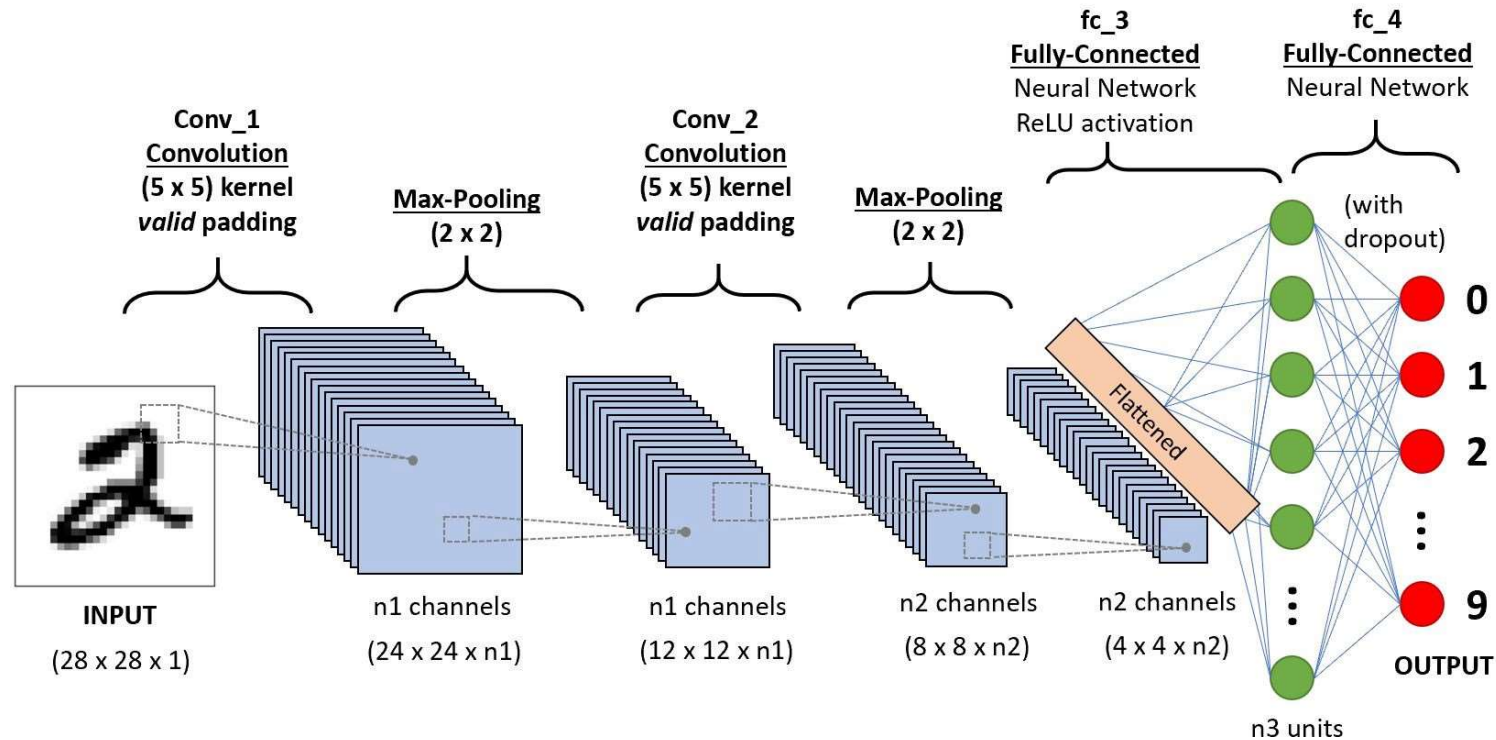 Conv_1
Convolution
(5 x 5) kernel
valid padding
Max-Pooling
(2 x 2)
Conv_2
Convolution
(5 x 5) kernel
valid padding
Max-Pooling
(2 x 2)
fc_3
Fully-Connected
Neural Network
ReLU activation
fc_4
Fully-Connected
Neural Network
(with
dropout)
INPUT
(28 x 28 x 1)
n1 channels
(24 x 24 x n1)
n1 channels
(12 x 12 x n1)
n2 channels
(8 x 8 x n2)
n2 channels
(4 x 4 x n2)
Flattened
n3 units
0
1
2
9
OUTPUT
2